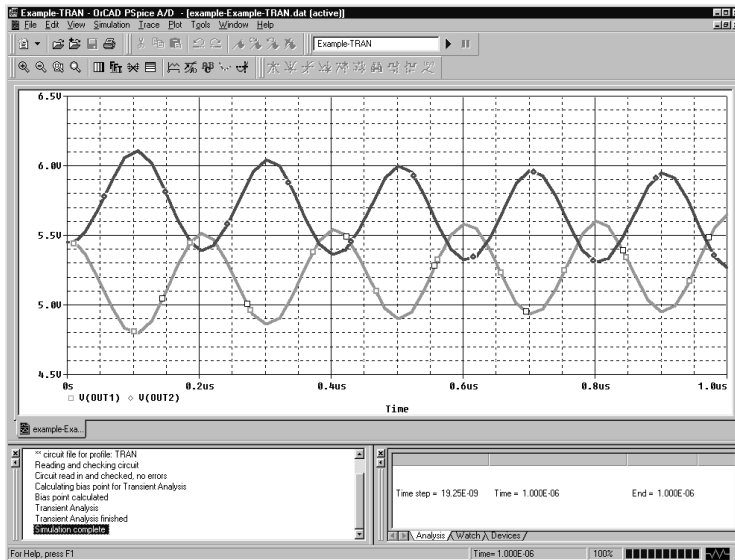 Example-TRAN - OrCAD PSpice A/D - [example-Example-TRAN.dat (active)]
File Edit View Simulation Trace Plot Tools Window Help
Example-TRAN
6.5V
6.0V
5.5V
5.0V
4.5V
0s 0.2us 0.4us 0.6us 0.8us 1.0us
V(OUT1) V(OUT2)
Time
example-Exa...
** circuit file for profile: TRAN
Reading and checking circuit
Circuit read in and checked, no errors
Calculating bias point for Transient Analysis
Bias point calculated
Transient Analysis
Transient Analysis finished
Simulation complete
Time step = 19.25E-09 Time = 1.000E-06 End = 1.000E-06
Analysis Watch Devices
For Help, press F1 Time= 1.000E-06 100%